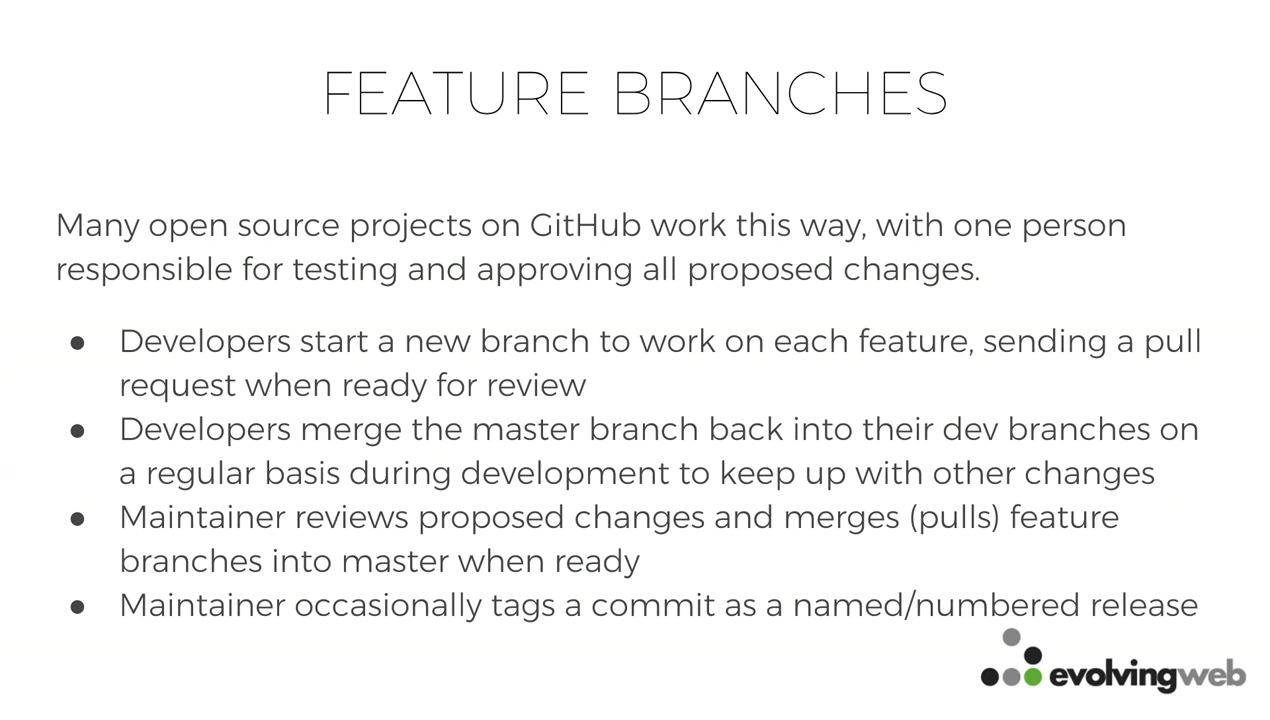 FEATURE BRANCHES
Many open source projects on GitHub work this way, with one person
responsible for testing and approving all proposed changes.
● Developers start a new branch to work on each feature, sending a pull
request when ready for review
● Developers merge the master branch back into their dev branches on
a regular basis during development to keep up with other changes
● Maintainer reviews proposed changes and merges (pulls) feature
branches into master when ready
● Maintainer occasionally tags a commit as a named/numbered release
evolvingweb